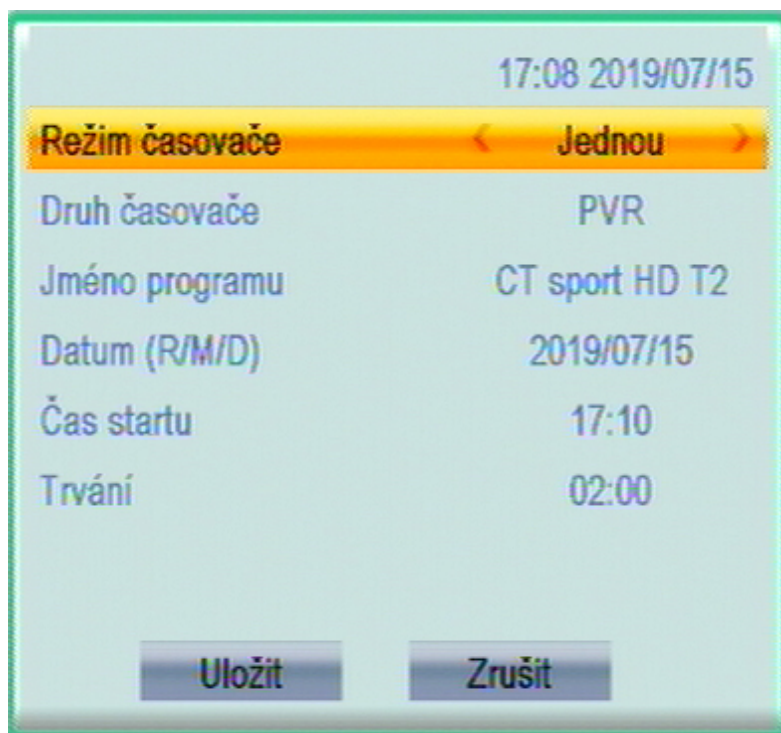 17:08 2019/07/15
Režim časovače < Jednou >
Druh časovače PVR
Jméno programu CT sport HD T2
Datum (R/M/D) 2019/07/15
Čas startu 17:10
Trvání 02:00
Uložit Zrušit